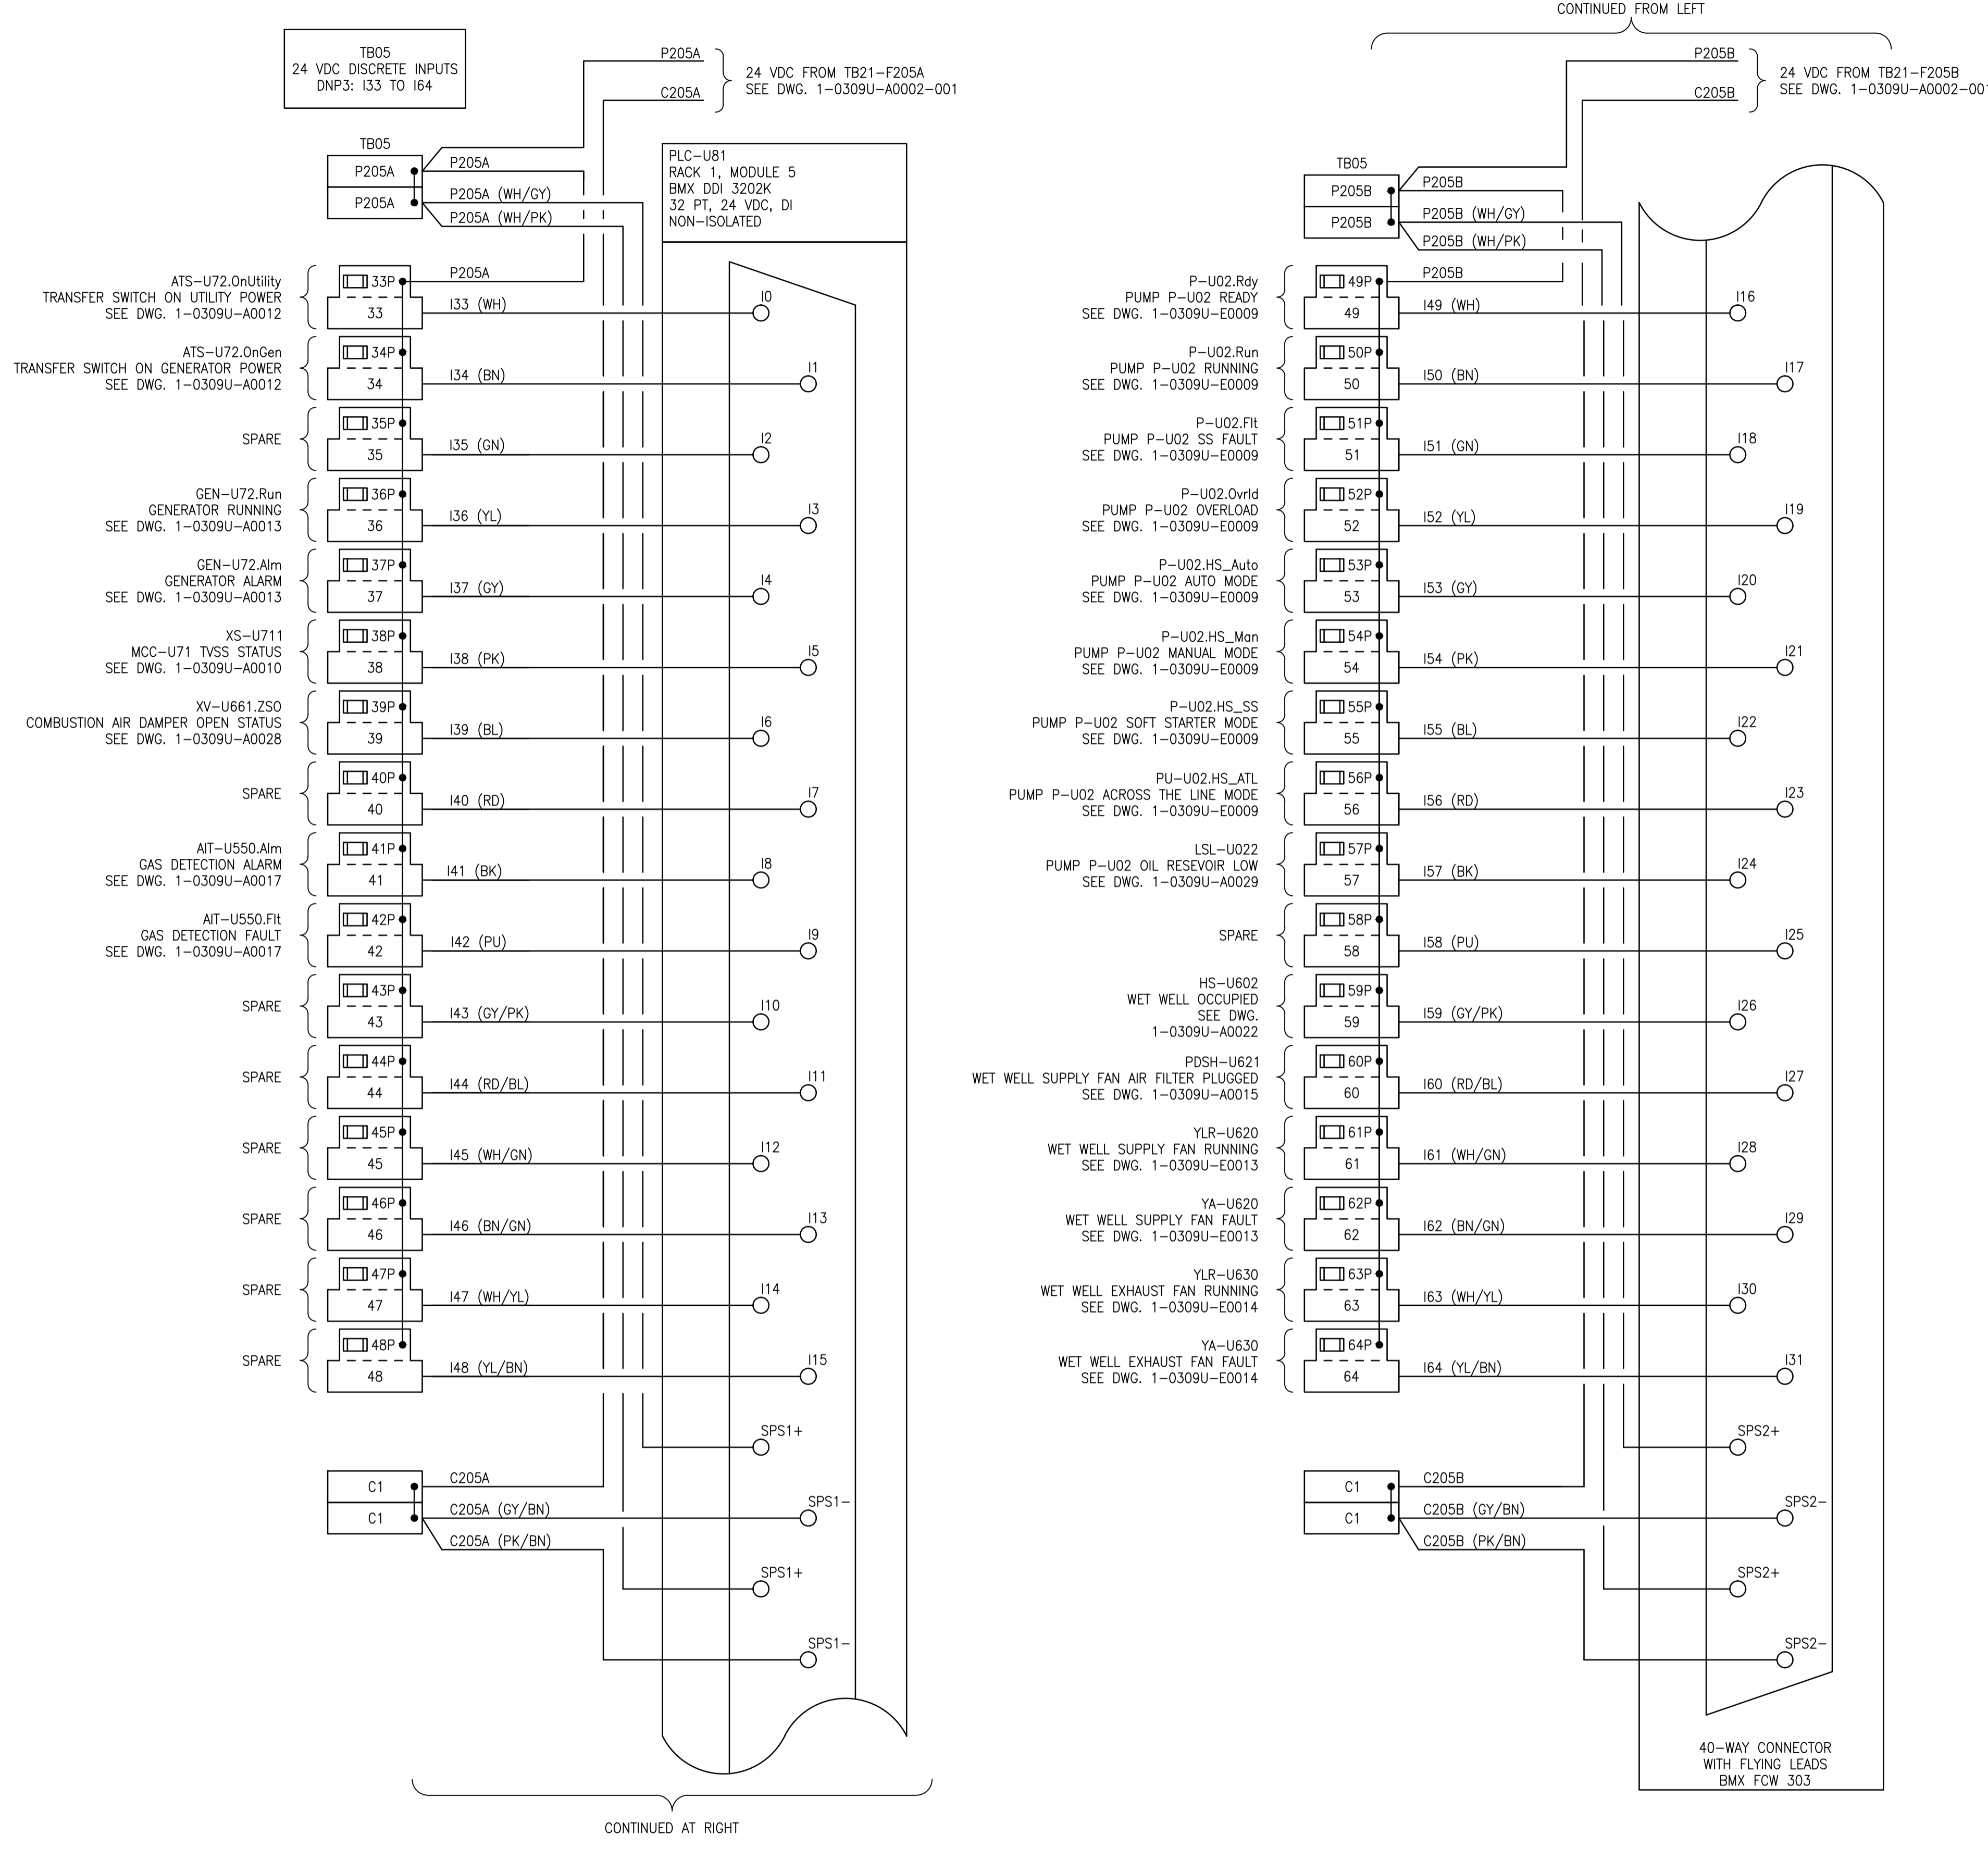 TB05
24 VDC DISCRETE INPUTS
DNP3: I33 TO I64
P205A
C205A
24 VDC FROM TB21-F205A
SEE DWG. 1-0309U-A0002-001
TB05
P205A
P205A
P205A
P205A (WH/GY)
P205A (WH/PK)
PLC-U81
RACK 1, MODULE 5
BMX DDI 3202K
32 PT, 24 VDC, DI
NON-ISOLATED
ATS-U72.OnUtility
TRANSFER SWITCH ON UTILITY POWER
SEE DWG. 1-0309U-A0012
33P
33
P205A
I33 (WH)
I0
ATS-U72.OnGen
TRANSFER SWITCH ON GENERATOR POWER
SEE DWG. 1-0309U-A0012
34P
34
I34 (BN)
I1
SPARE
35P
35
I35 (GN)
I2
GEN-U72.Run
GENERATOR RUNNING
SEE DWG. 1-0309U-A0013
36P
36
I36 (YL)
I3
GEN-U72.Alm
GENERATOR ALARM
SEE DWG. 1-0309U-A0013
37P
37
I37 (GY)
I4
XS-U711
MCC-U71 TVSS STATUS
SEE DWG. 1-0309U-A0010
38P
38
I38 (PK)
I5
XV-U661.ZSO
COMBUSTION AIR DAMPER OPEN STATUS
SEE DWG. 1-0309U-A0028
39P
39
I39 (BL)
I6
SPARE
40P
40
I40 (RD)
I7
AIT-U550.Alm
GAS DETECTION ALARM
SEE DWG. 1-0309U-A0017
41P
41
I41 (BK)
I8
AIT-U550.Flt
GAS DETECTION FAULT
SEE DWG. 1-0309U-A0017
42P
42
I42 (PU)
I9
SPARE
43P
43
I43 (GY/PK)
I10
SPARE
44P
44
I44 (RD/BL)
I11
SPARE
45P
45
I45 (WH/GN)
I12
SPARE
46P
46
I46 (BN/GN)
I13
SPARE
47P
47
I47 (WH/YL)
I14
SPARE
48P
48
I48 (YL/BN)
I15
SPS1+
C1
C1
C205A
C205A (GY/BN)
C205A (PK/BN)
SPS1-
SPS1+
SPS1-
CONTINUED AT RIGHT
CONTINUED FROM LEFT
P205B
C205B
24 VDC FROM TB21-F205B
SEE DWG. 1-0309U-A0002-001
TB05
P205B
P205B
P205B
P205B (WH/GY)
P205B (WH/PK)
P-U02.Rdy
PUMP P-U02 READY
SEE DWG. 1-0309U-E0009
49P
49
P205B
I49 (WH)
I16
P-U02.Run
PUMP P-U02 RUNNING
SEE DWG. 1-0309U-E0009
50P
50
I50 (BN)
I17
P-U02.Flt
PUMP P-U02 SS FAULT
SEE DWG. 1-0309U-E0009
51P
51
I51 (GN)
I18
P-U02.Ovrld
PUMP P-U02 OVERLOAD
SEE DWG. 1-0309U-E0009
52P
52
I52 (YL)
I19
P-U02.HS_Auto
PUMP P-U02 AUTO MODE
SEE DWG. 1-0309U-E0009
53P
53
I53 (GY)
I20
P-U02.HS_Man
PUMP P-U02 MANUAL MODE
SEE DWG. 1-0309U-E0009
54P
54
I54 (PK)
I21
P-U02.HS_SS
PUMP P-U02 SOFT STARTER MODE
SEE DWG. 1-0309U-E0009
55P
55
I55 (BL)
I22
PU-U02.HS_ATL
PUMP P-U02 ACROSS THE LINE MODE
SEE DWG. 1-0309U-E0009
56P
56
I56 (RD)
I23
LSL-U022
PUMP P-U02 OIL RESEVOIR LOW
SEE DWG. 1-0309U-A0029
57P
57
I57 (BK)
I24
SPARE
58P
58
I58 (PU)
I25
HS-U602
WET WELL OCCUPIED
SEE DWG.
1-0309U-A0022
59P
59
I59 (GY/PK)
I26
PDSH-U621
WET WELL SUPPLY FAN AIR FILTER PLUGGED
SEE DWG. 1-0309U-A0015
60P
60
I60 (RD/BL)
I27
YLR-U620
WET WELL SUPPLY FAN RUNNING
SEE DWG. 1-0309U-E0013
61P
61
I61 (WH/GN)
I28
YA-U620
WET WELL SUPPLY FAN FAULT
SEE DWG. 1-0309U-E0013
62P
62
I62 (BN/GN)
I29
YLR-U630
WET WELL EXHAUST FAN RUNNING
SEE DWG. 1-0309U-E0014
63P
63
I63 (WH/YL)
I30
YA-U630
WET WELL EXHAUST FAN FAULT
SEE DWG. 1-0309U-E0014
64P
64
I64 (YL/BN)
I31
SPS2+
C1
C1
C205B
C205B (GY/BN)
C205B (PK/BN)
SPS2-
SPS2+
SPS2-
40-WAY CONNECTOR
WITH FLYING LEADS
BMX FCW 303